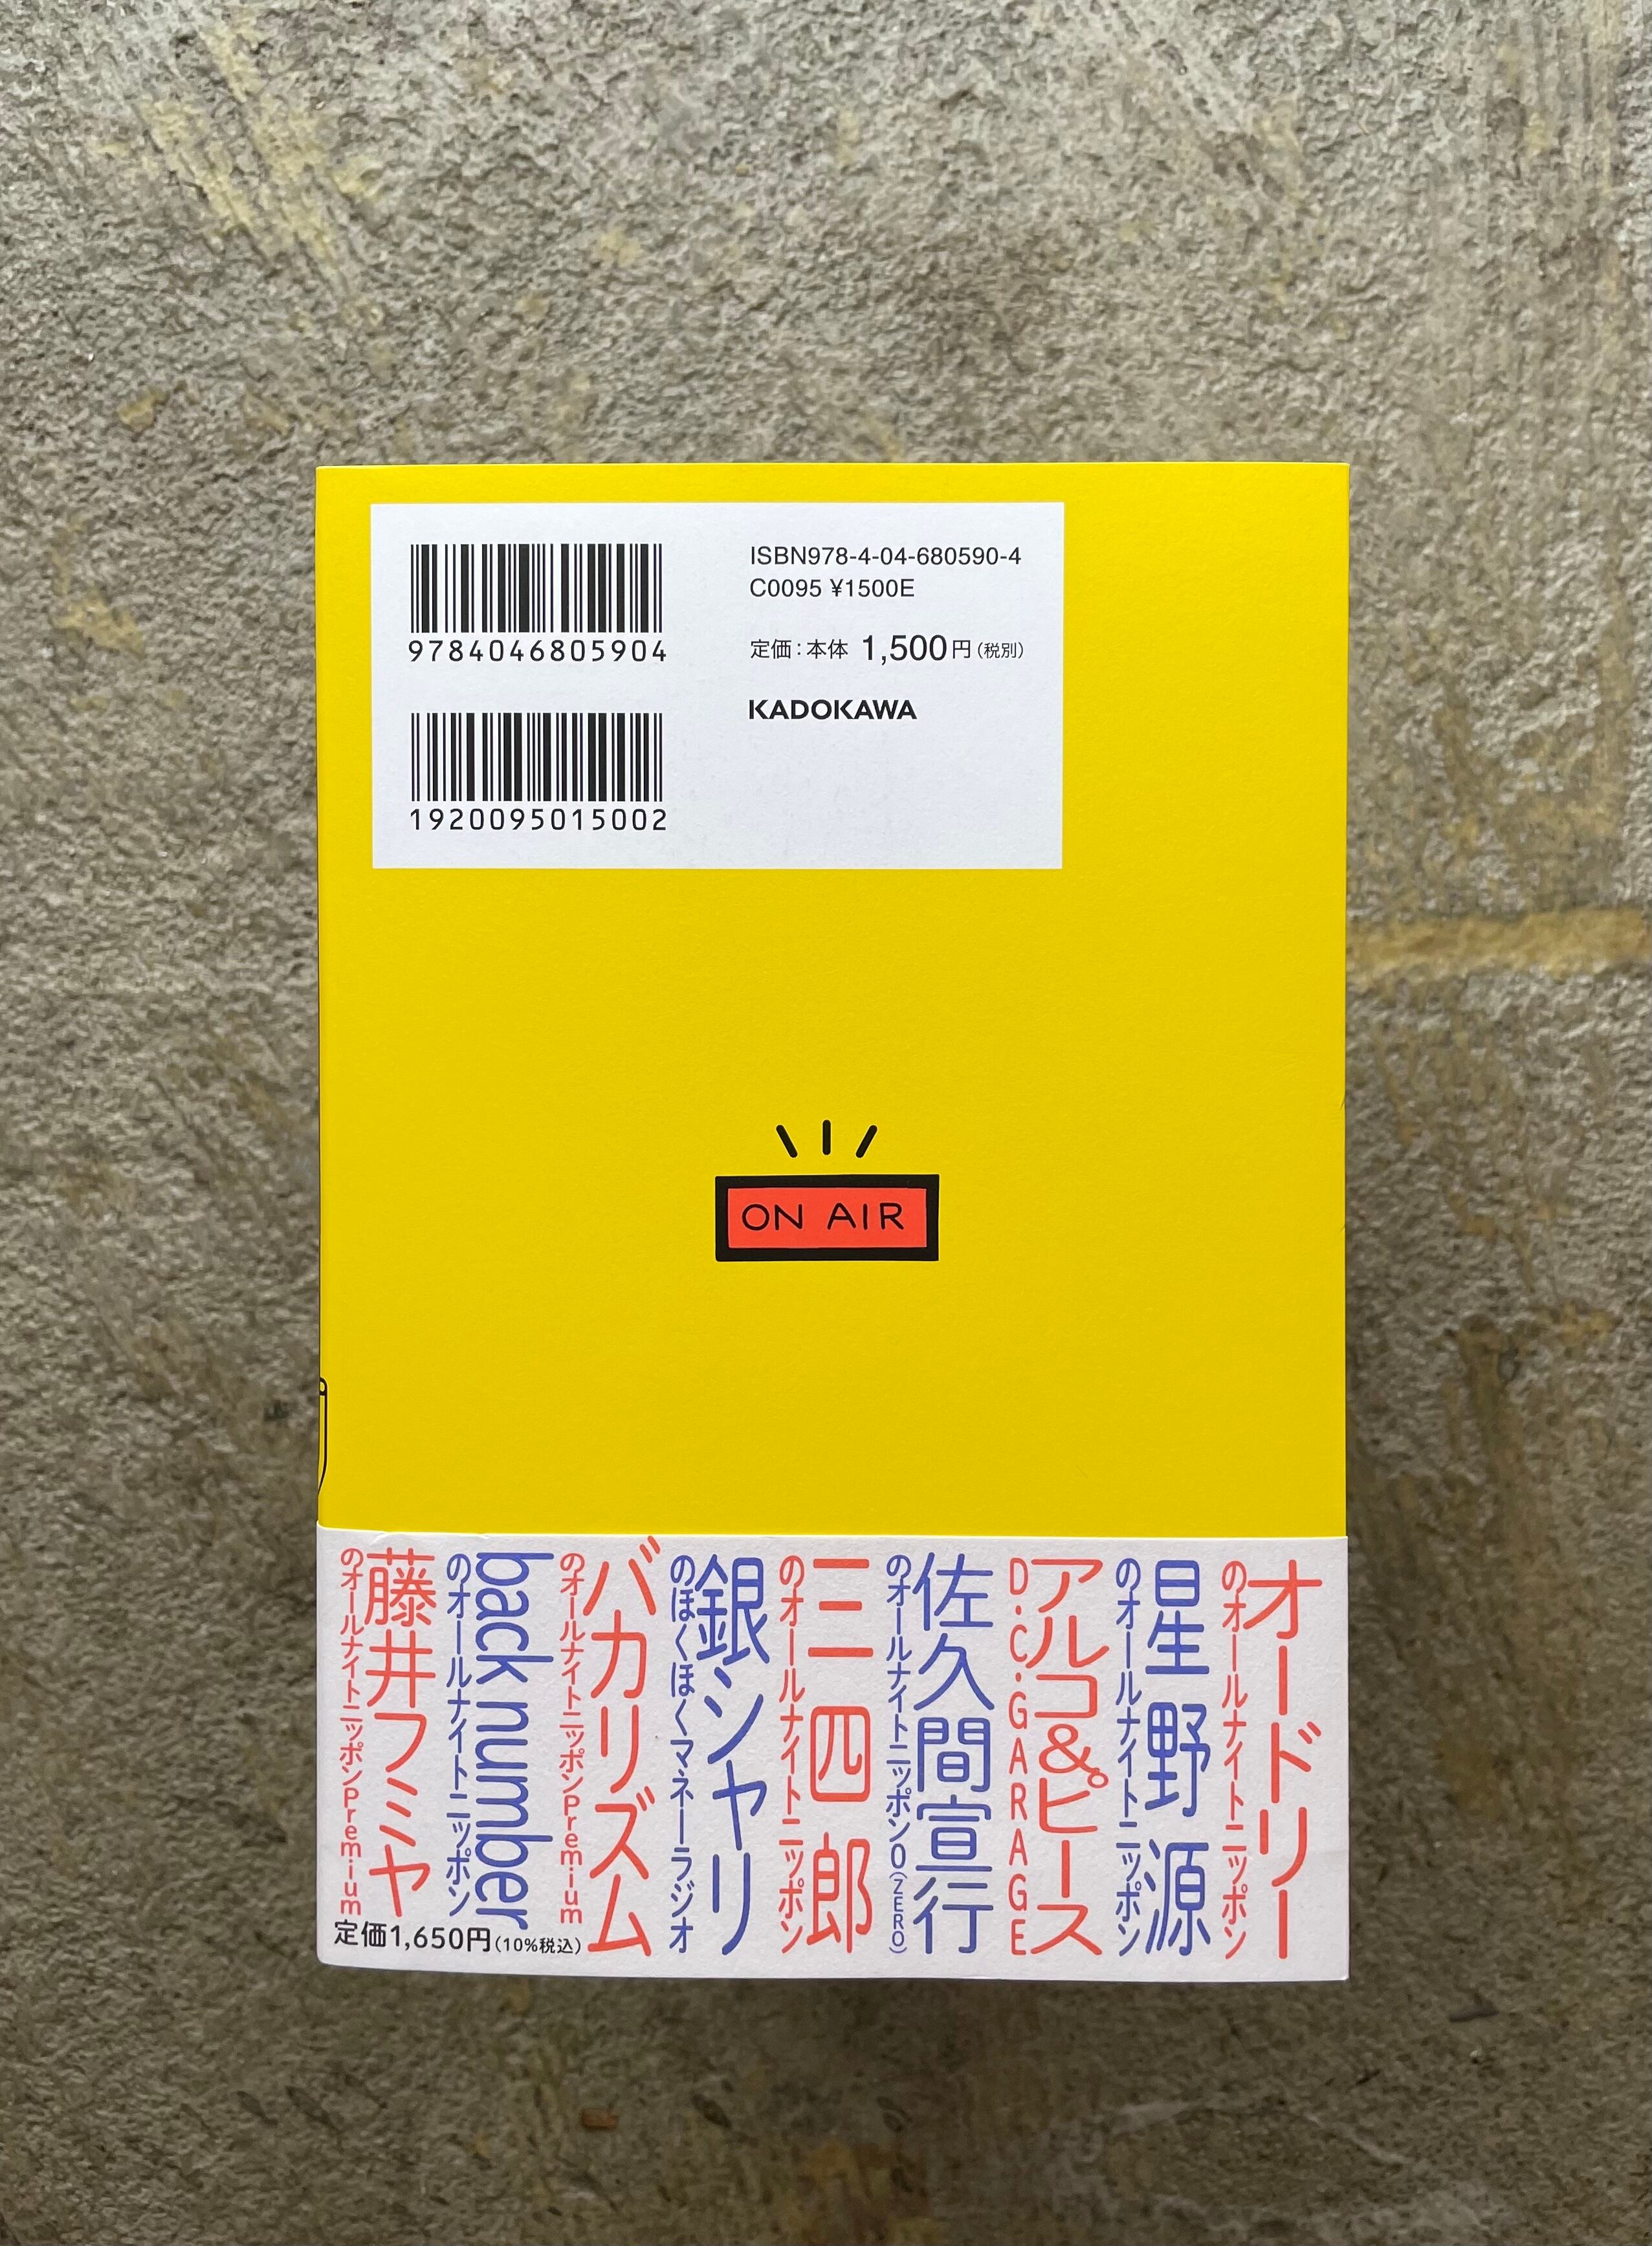 9784046805904
1920095015002
ISBN978-4-04-680590-4
C0095 ¥1500E
定価：本体 1,500円（税別）
KADOKAWA
ON AIR
オードリー
のオールナイトニッポン
星野源
のオールナイトニッポン
アルコ&ピース
D.C.GARAGE
佐久間宣行
のオールナイトニッポン0(ZERO)
三四郎
のオールナイトニッポン
銀シャリ
のほくほくマネーラジオ
バカリズム
のオールナイトニッポンPremium
back number
のオールナイトニッポン
藤井フミヤ
のオールナイトニッポンPremium
定価1,650円(10%税込)